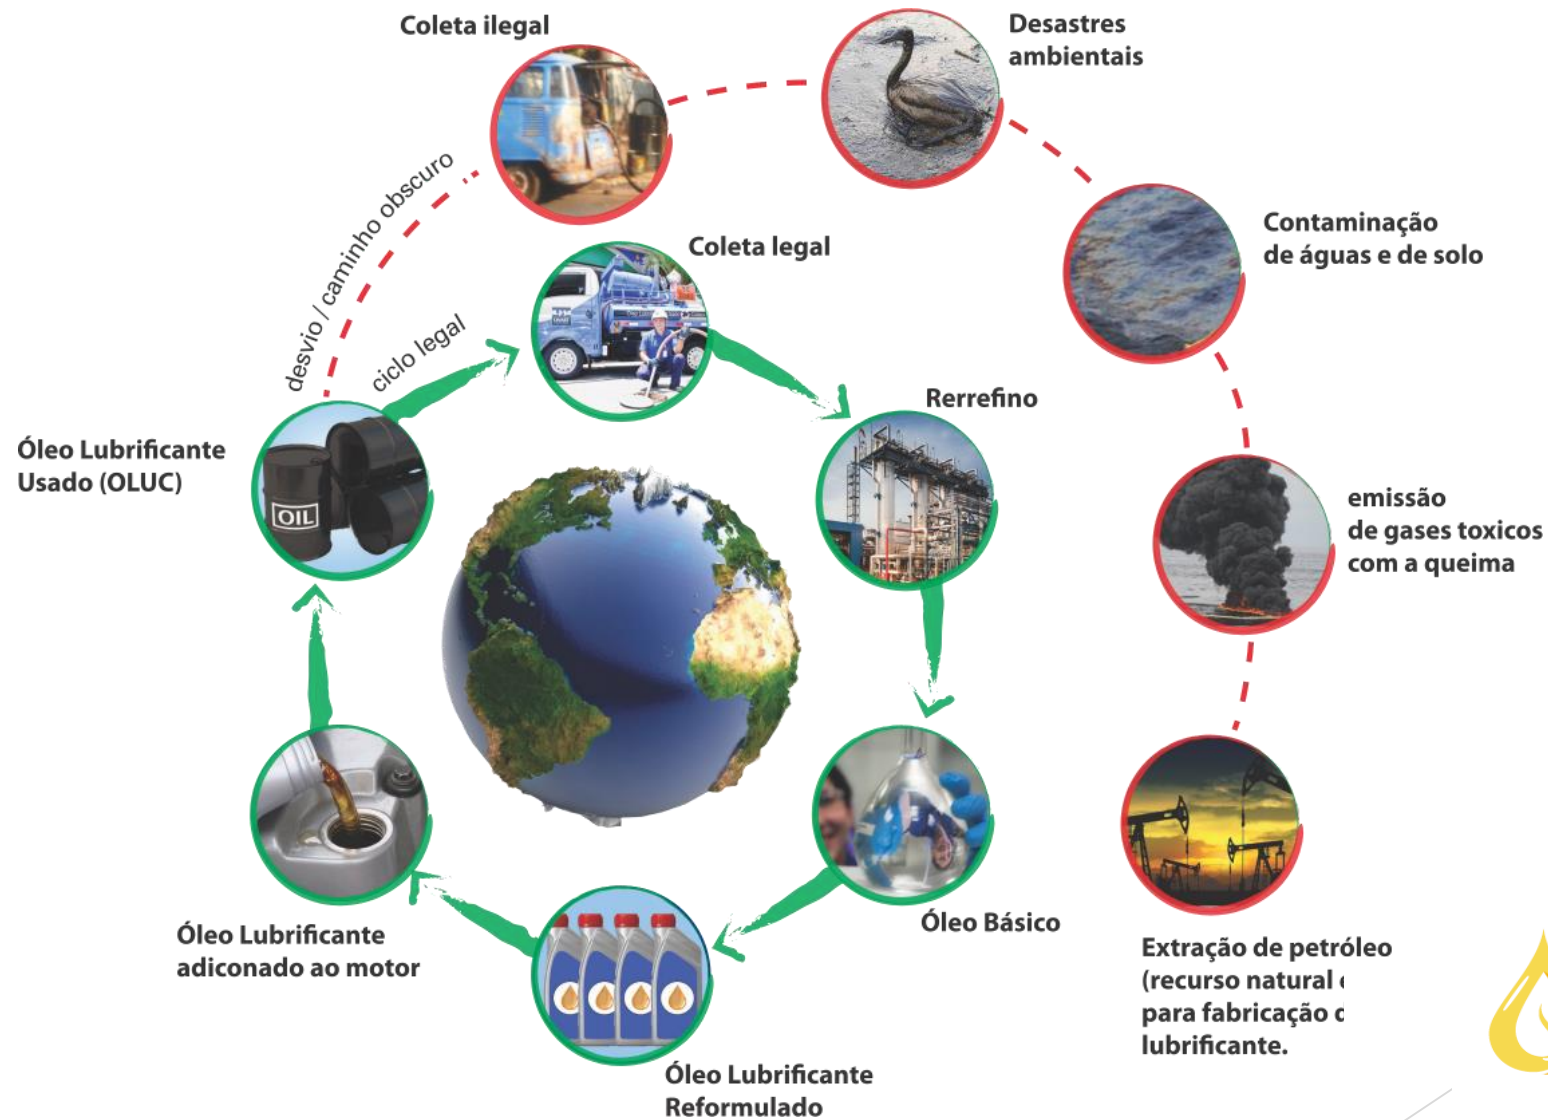 Coleta ilegal
Desastres
ambientais
desvio / caminho obscuro
Contaminação
de águas e de solo
Coleta legal
ciclo legal
Rerrefino
Óleo Lubrificante
Usado (OLUC)
OIL
emissão
de gases toxicos
com a queima
Óleo Básico
Óleo Lubrificante
adiconado ao motor
Extração de petróleo
(recurso natural
para fabricação
lubrificante.
Óleo Lubrificante
Reformulado